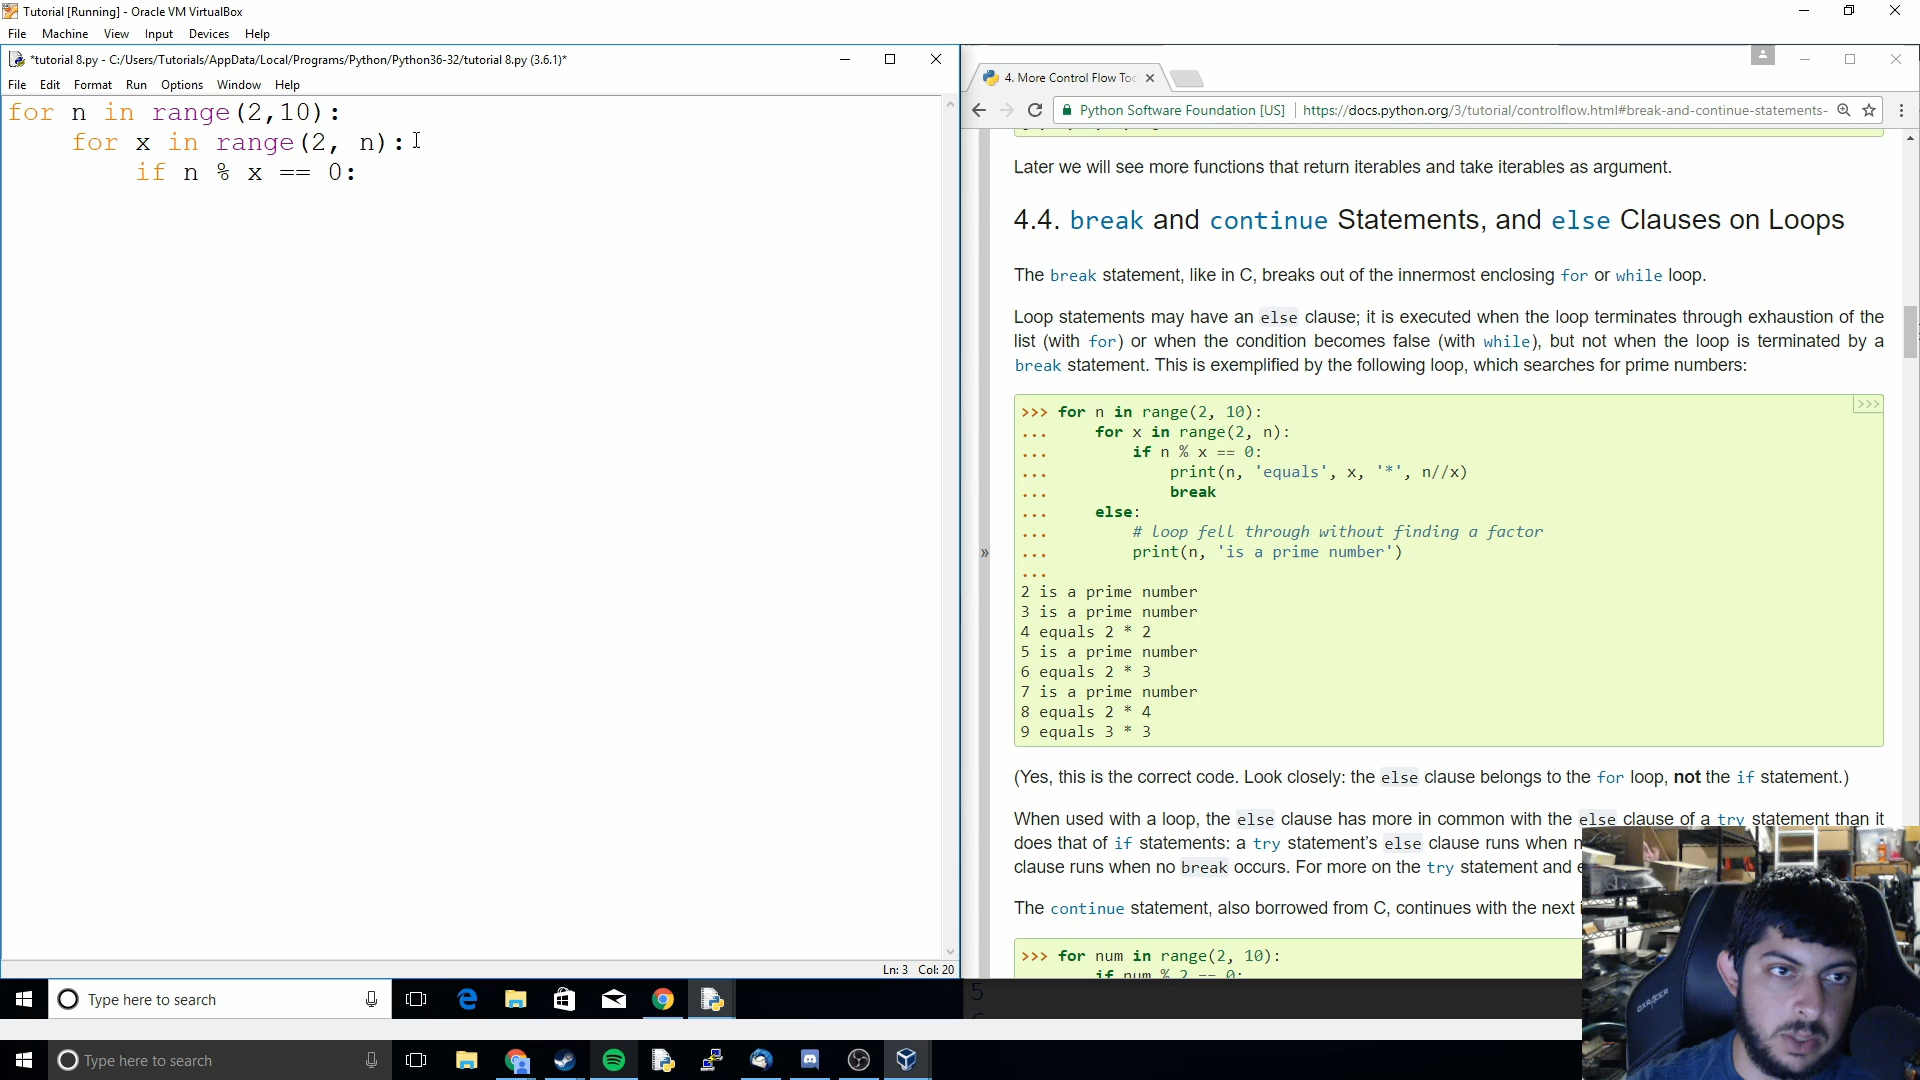 Tutorial [Running] - Oracle VM VirtualBox
File Machine View Input Devices Help
*tutorial 8.py - C:/Users/Tutorials/AppData/Local/Programs/Python/Python36-32/tutorial 8.py (3.6.1)*
File Edit Format Run Options Window Help
for n in range(2,10):
    for x in range(2, n):
        if n % x == 0:
Ln: 3 Col: 20
4. More Control Flow Too
Python Software Foundation [US] https://docs.python.org/3/tutorial/controlflow.html#break-and-continue-statements-
Later we will see more functions that return iterables and take iterables as argument.
4.4. break and continue Statements, and else Clauses on Loops
The break statement, like in C, breaks out of the innermost enclosing for or while loop.
Loop statements may have an else clause; it is executed when the loop terminates through exhaustion of the
list (with for) or when the condition becomes false (with while), but not when the loop is terminated by a
break statement. This is exemplified by the following loop, which searches for prime numbers:
>>>
>>> for n in range(2, 10):
...     for x in range(2, n):
...         if n % x == 0:
...             print(n, 'equals', x, '*', n//x)
...             break
...     else:
...         # loop fell through without finding a factor
...         print(n, 'is a prime number')
...
2 is a prime number
3 is a prime number
4 equals 2 * 2
5 is a prime number
6 equals 2 * 3
7 is a prime number
8 equals 2 * 4
9 equals 3 * 3
»
(Yes, this is the correct code. Look closely: the else clause belongs to the for loop, not the if statement.)
When used with a loop, the else clause has more in common with the else clause of a try statement than it
does that of if statements: a try statement's else clause runs when
clause runs when no break occurs. For more on the try statement and
The continue statement, also borrowed from C, continues with the next
>>> for num in range(2, 10):
if num % 2 == 0:
5
Type here to search
Type here to search
DXRACER